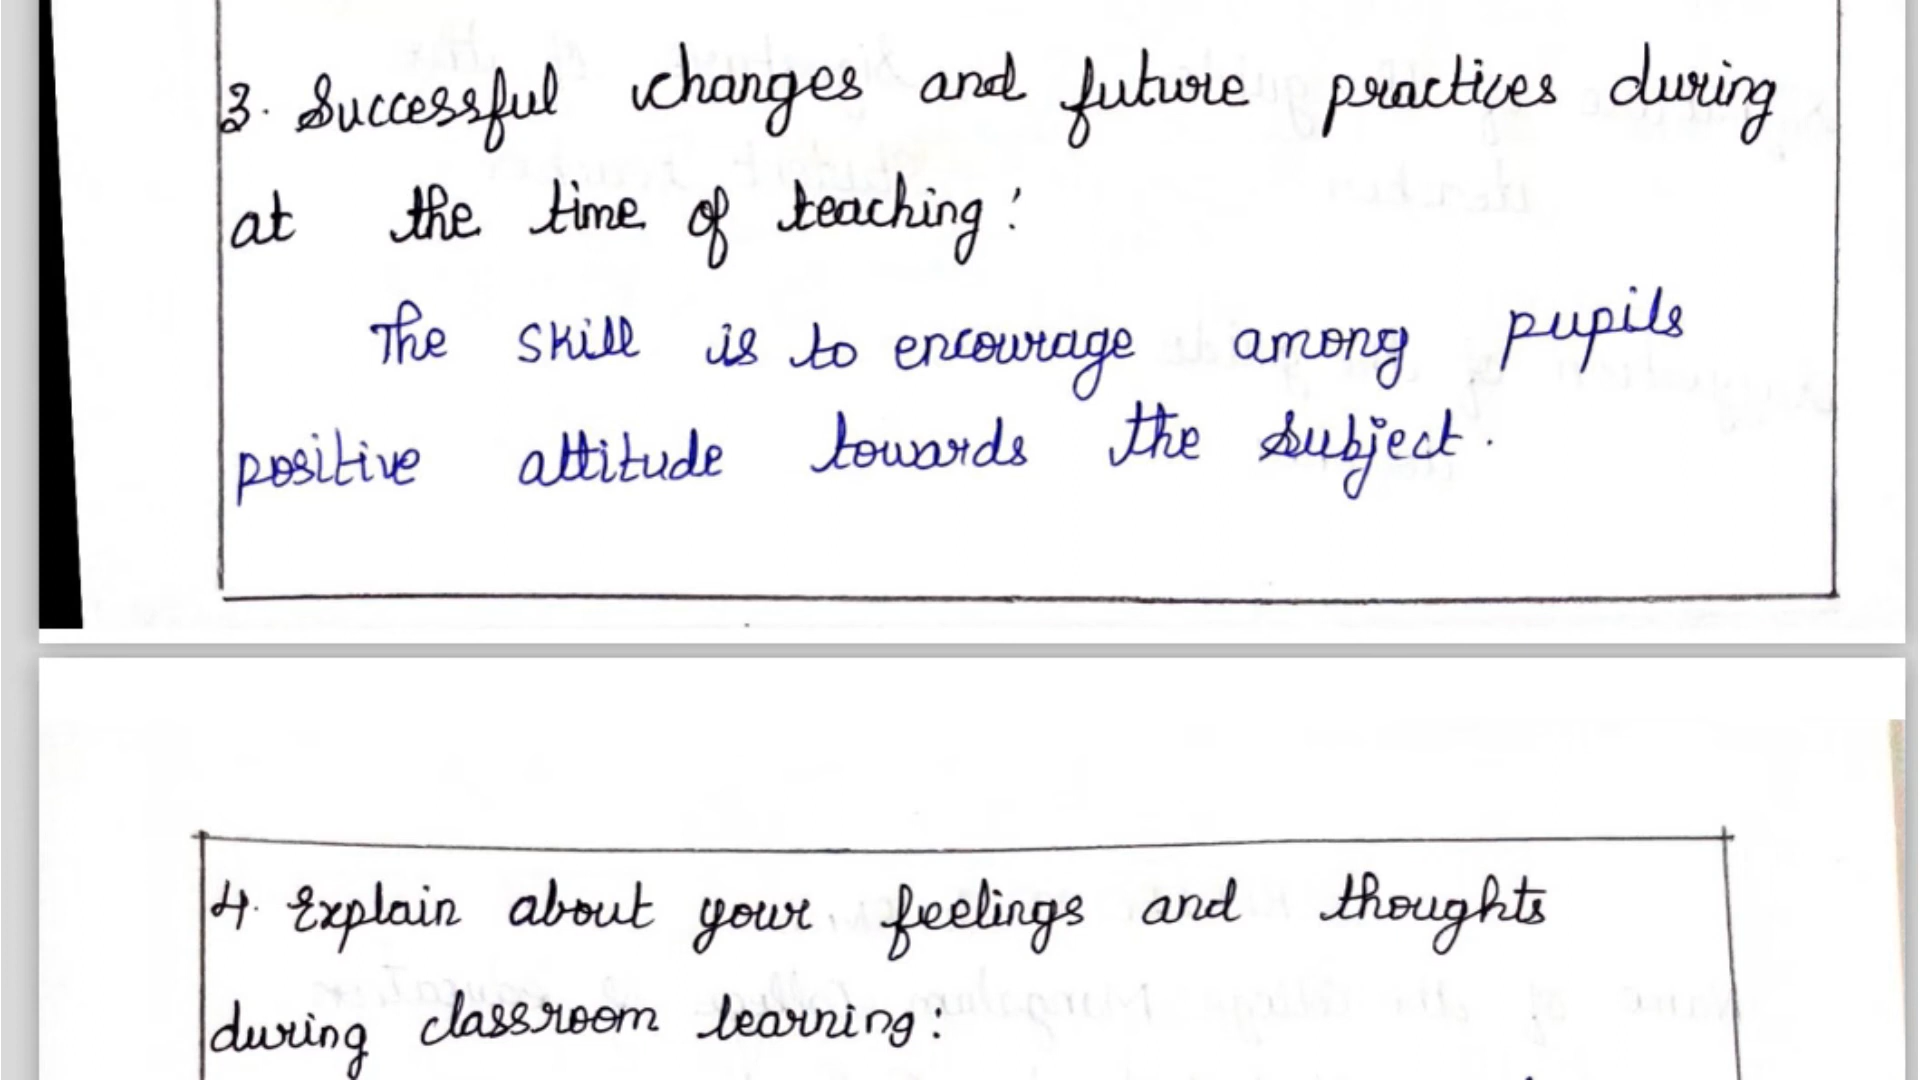 3. Successful changes and future practices during
at the time of teaching:
The skill is to encourage among pupils
positive attitude towards the subject.
4. Explain about your feelings and thoughts
during classroom learning: